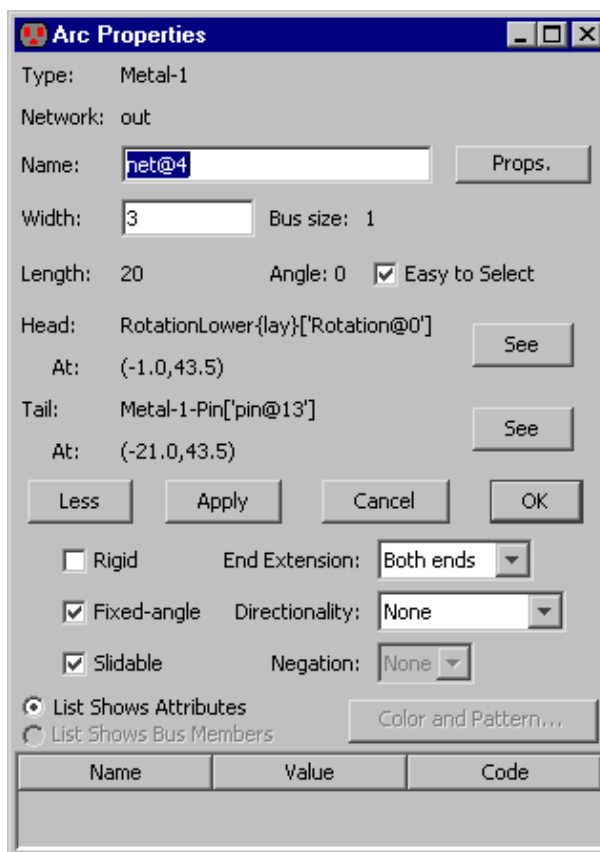 Arc Properties
Type: Metal-1
Network: out
Name: net@4 Props.
Width: 3 Bus size: 1
Length: 20 Angle: 0 Easy to Select
Head: RotationLower{lay}['Rotation@0'] See
At: (-1.0,43.5)
Tail: Metal-1-Pin['pin@13'] See
At: (-21.0,43.5)
Less Apply Cancel OK
Rigid End Extension: Both ends
Fixed-angle Directionality: None
Slidable Negation: None
List Shows Attributes Color and Pattern...
List Shows Bus Members
Name Value Code